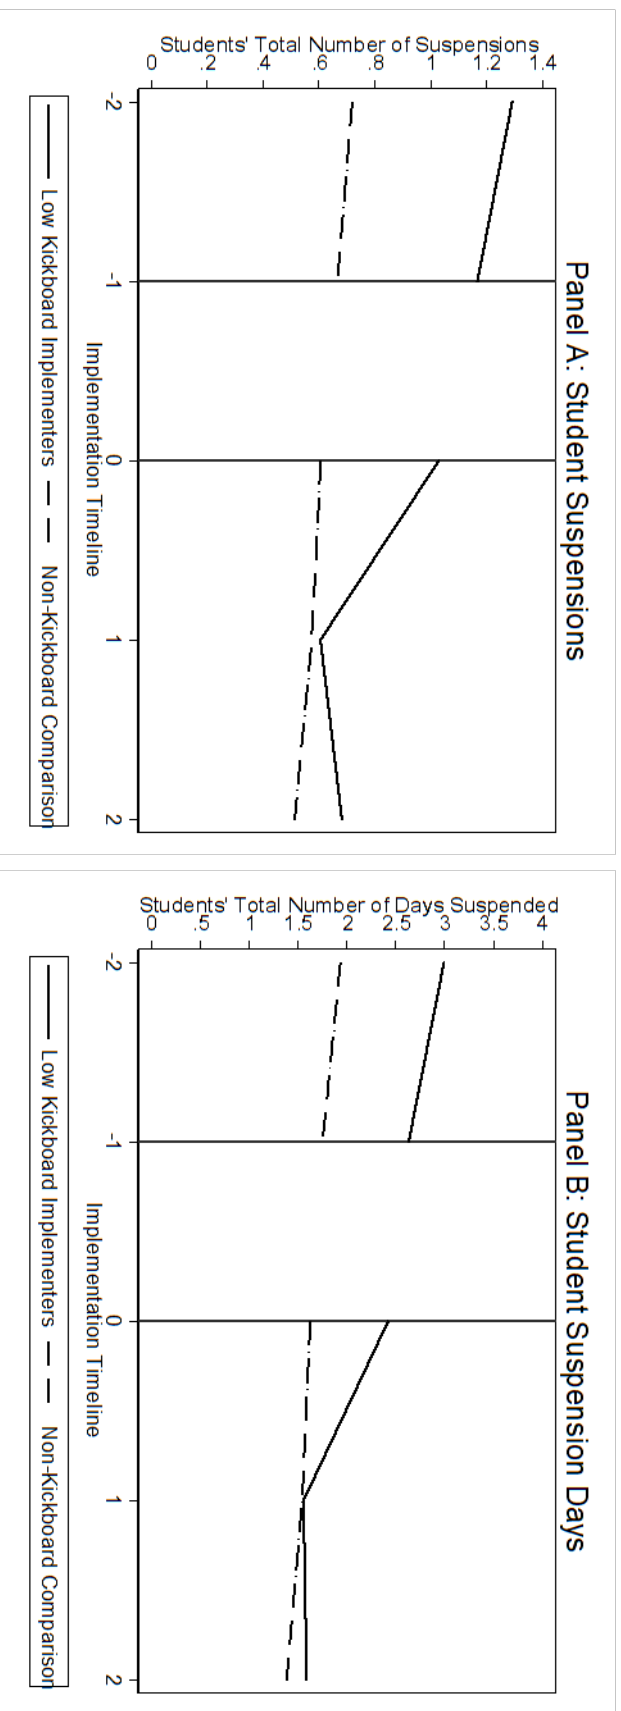 Panel A: Student Suspensions
Students' Total Number of Suspensions
0 .2 .4 .6 .8 1 1.2 1.4
-2 -1 0 1 2
Implementation Timeline
Low Kickboard Implementers Non-Kickboard Comparison
Panel B: Student Suspension Days
Students' Total Number of Days Suspended
0 .5 1 1.5 2 2.5 3 3.5 4
-2 -1 0 1 2
Implementation Timeline
Low Kickboard Implementers Non-Kickboard Comparison